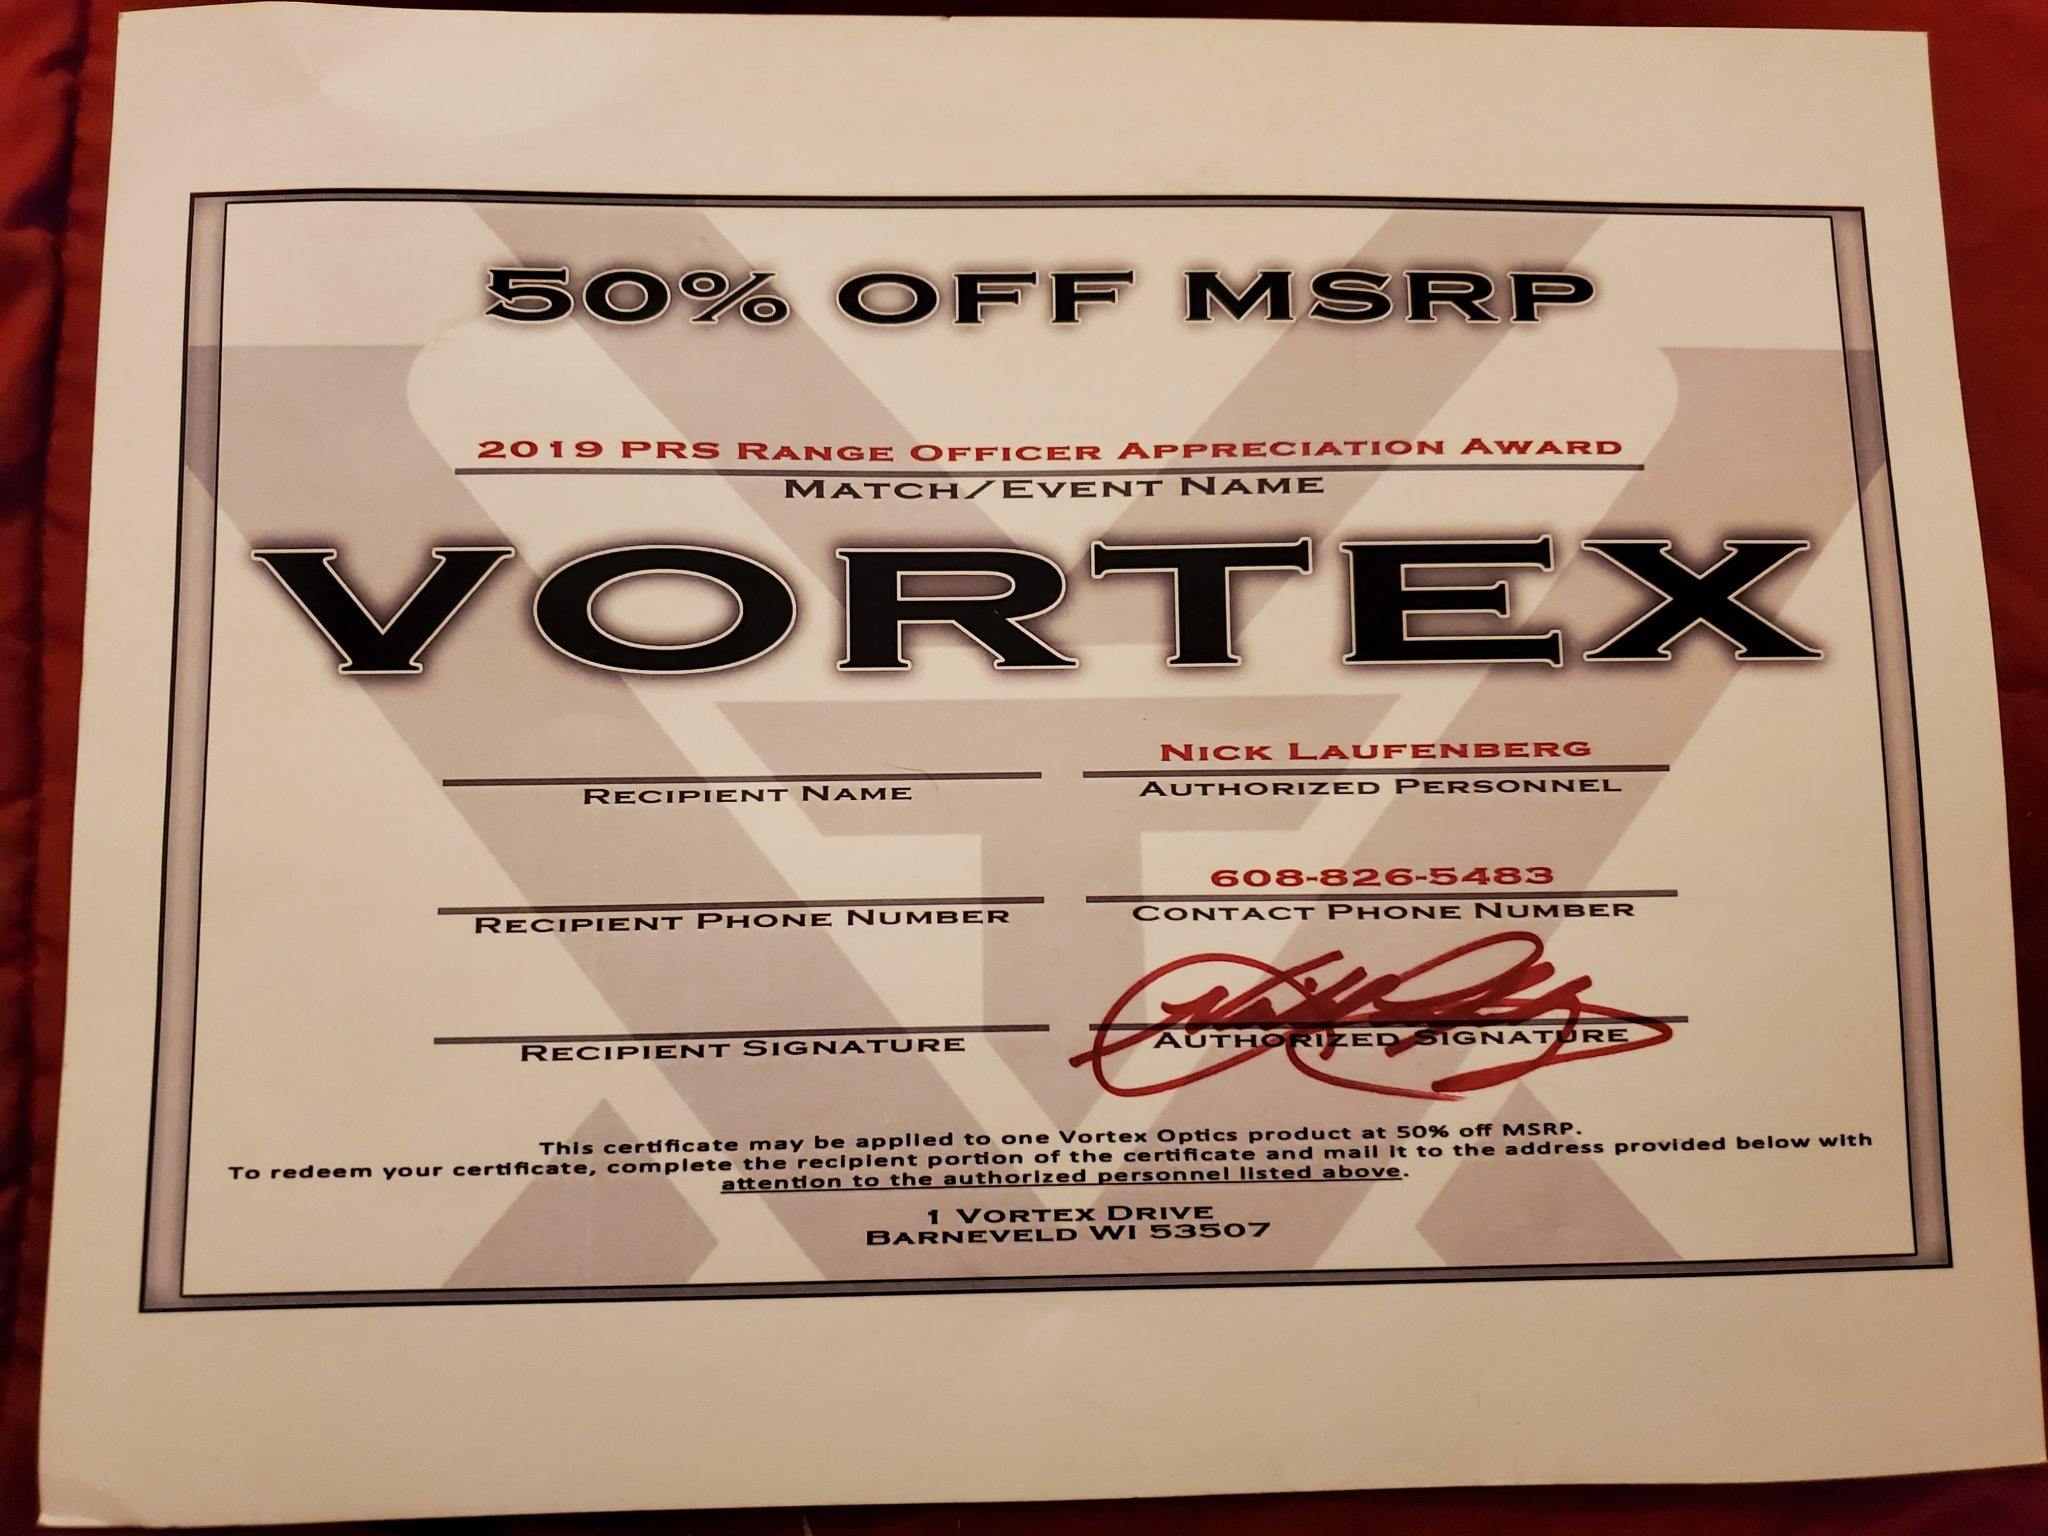 50% OFF MSRP
2019 PRS RANGE OFFICER APPRECIATION AWARD
MATCH/EVENT NAME
VORTEX
NICK LAUFENBERG
RECIPIENT NAME AUTHORIZED PERSONNEL
608-826-5483
RECIPIENT PHONE NUMBER CONTACT PHONE NUMBER
RECIPIENT SIGNATURE AUTHORIZED SIGNATURE
This certificate may be applied to one Vortex Optics product at 50% off MSRP.
To redeem your certificate, complete the recipient portion of the certificate and mail it to the address provided below with
attention to the authorized personnel listed above.
1 VORTEX DRIVE
BARNEVELD WI 53507